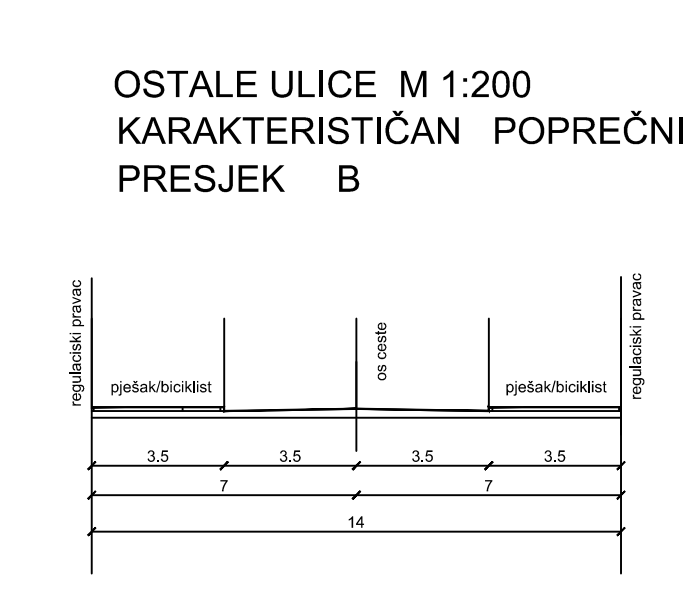 OSTALE ULICE M 1:200
KARAKTERISTIČAN POPREČNI
PRESJEK B
regulaciski pravac
os ceste
regulaciski pravac
pješak/biciklist
pješak/biciklist
3.5 3.5 3.5 3.5
7 7
14